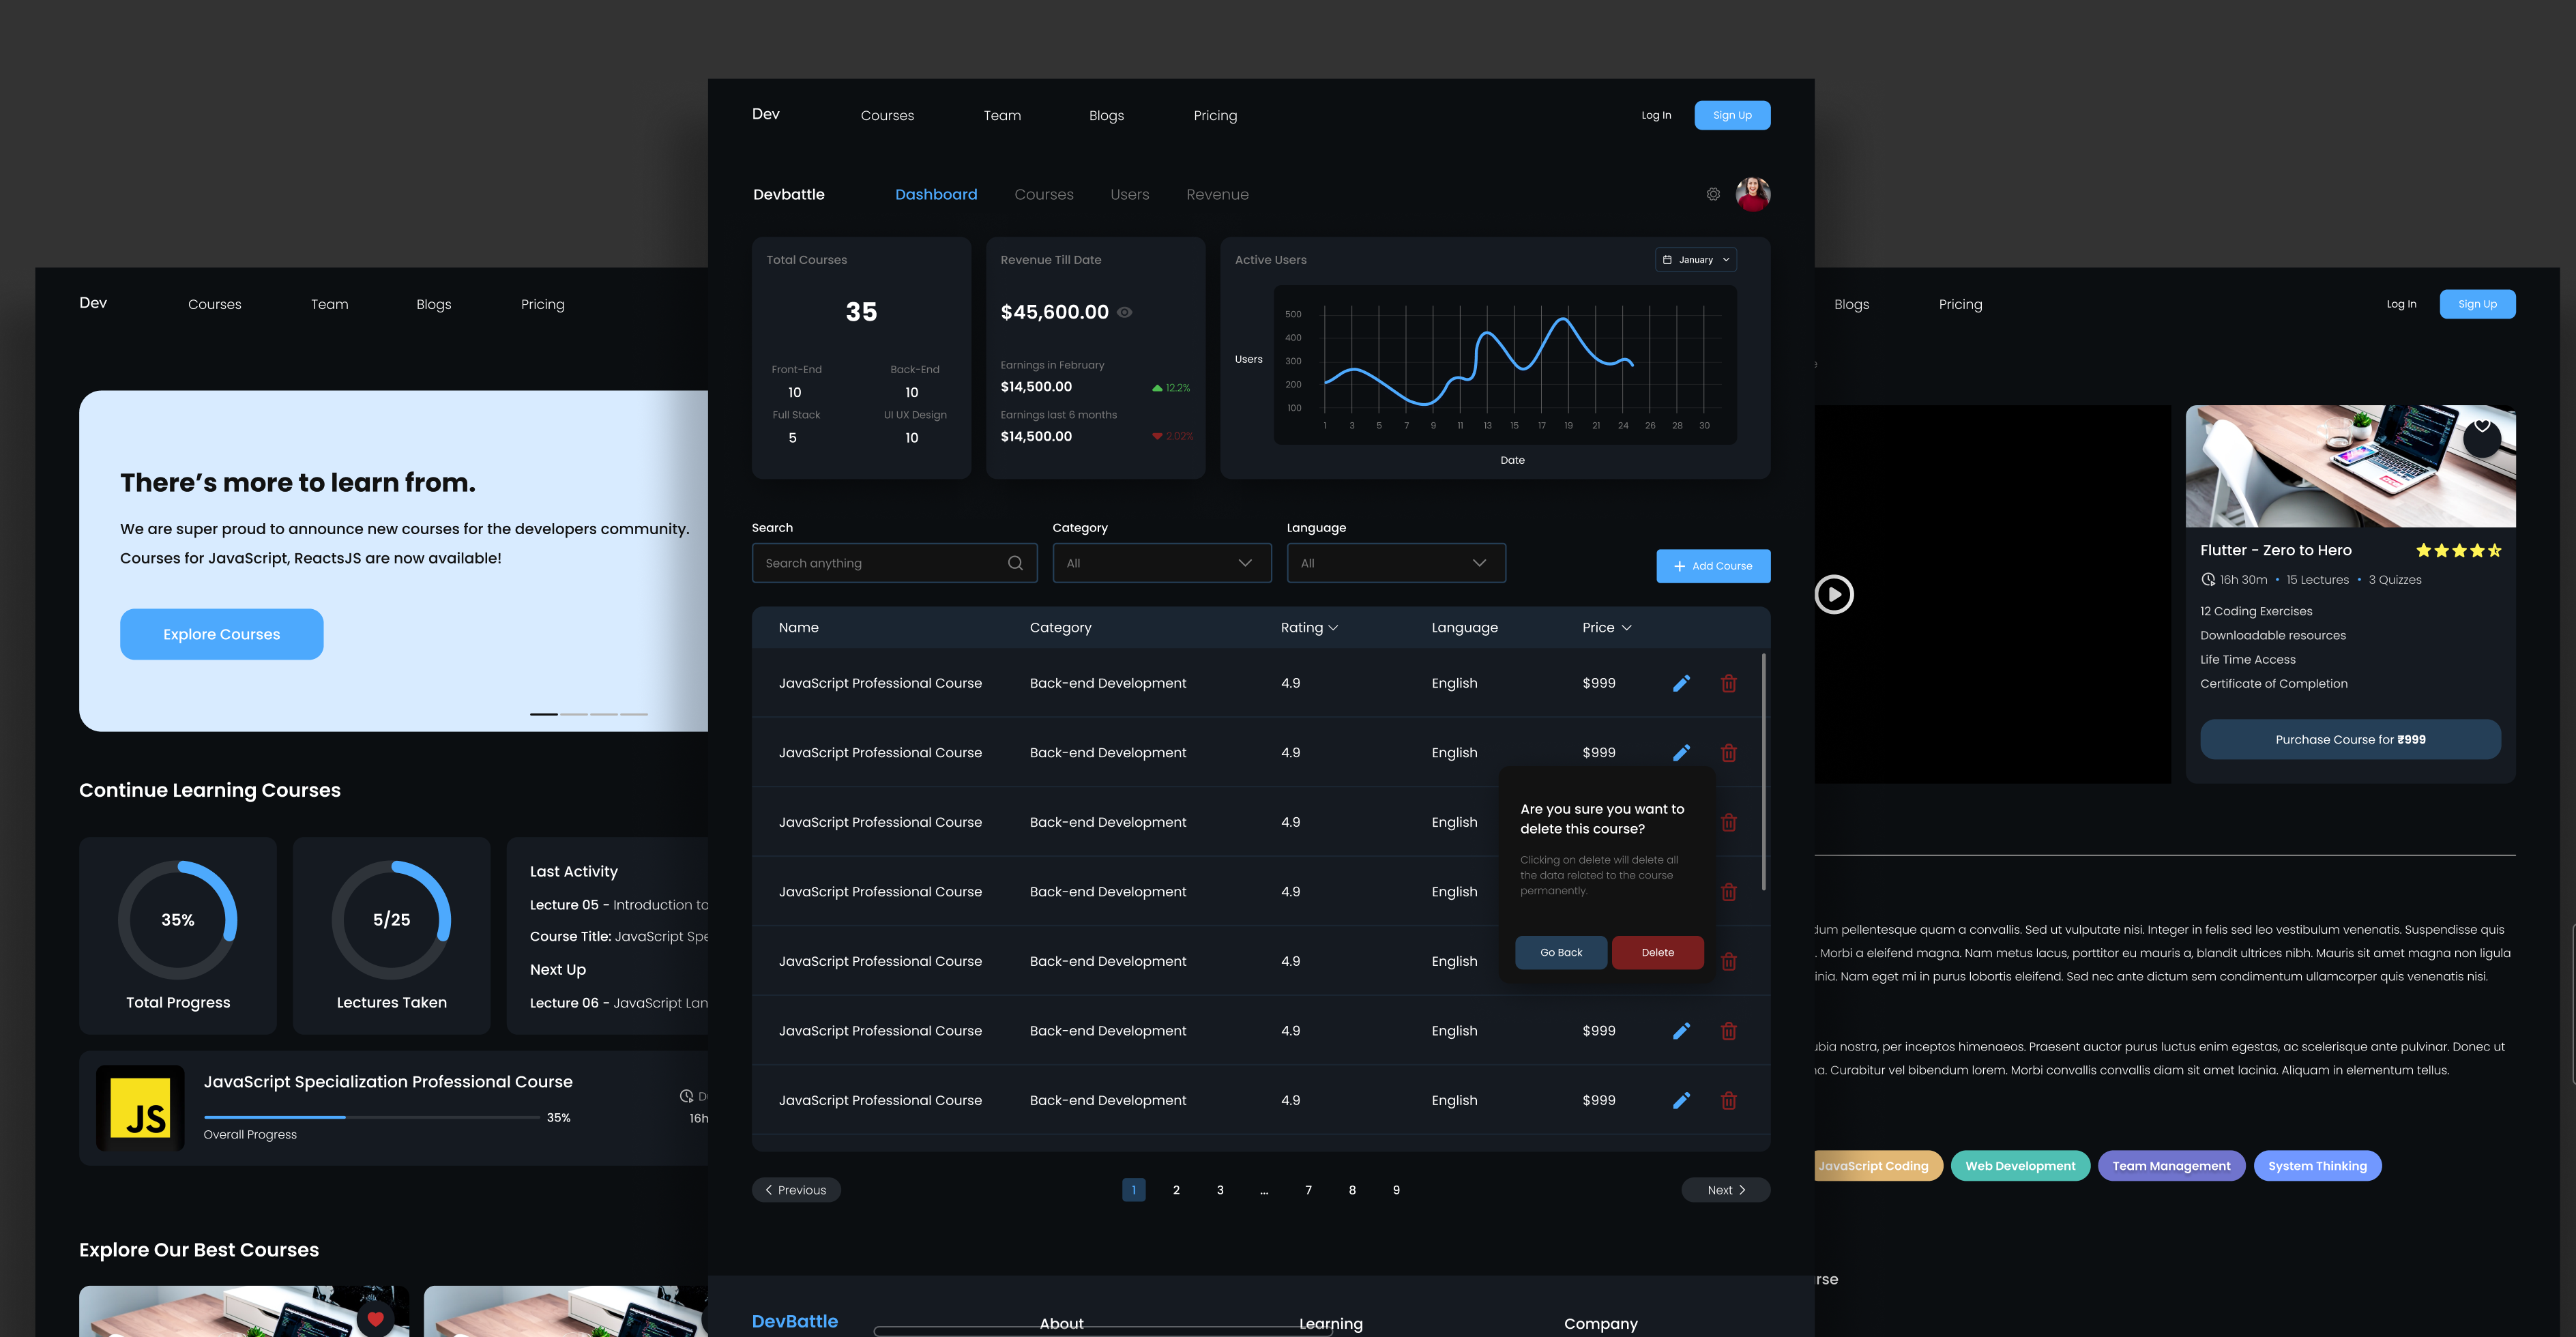 Dev
Courses
Team
Blogs
Pricing
There's more to learn from.
We are super proud to announce new courses for the developers community.
Courses for JavaScript, ReactsJS are now available!
Explore Courses
Continue Learning Courses
35%
Total Progress
5/25
Lectures Taken
Last Activity
Lecture 05 - Introduction to
Course Title: JavaScript Spe
Next Up
Lecture 06 - JavaScript Lan
JS
JavaScript Specialization Professional Course
35%
Overall Progress
16h
Explore Our Best Courses
Dev
Courses
Team
Blogs
Pricing
Log In
Sign Up
Devbattle
Dashboard
Courses
Users
Revenue
Total Courses
35
Front-End
Back-End
10
10
Full Stack
UI UX Design
5
10
Revenue Till Date
$45,600.00
Earnings in February
$14,500.00
12.2%
Earnings last 6 months
$14,500.00
2.02%
Active Users
January
Users
500
400
300
200
100
1 3 5 7 9 11 13 15 17 19 21 24 26 28 30
Date
Search
Search anything
Category
All
Language
All
Add Course
Name Category Rating Language Price
JavaScript Professional Course Back-end Development 4.9 English $999
JavaScript Professional Course Back-end Development 4.9 English $999
JavaScript Professional Course Back-end Development 4.9 English
JavaScript Professional Course Back-end Development 4.9 English
JavaScript Professional Course Back-end Development 4.9 English
JavaScript Professional Course Back-end Development 4.9 English $999
JavaScript Professional Course Back-end Development 4.9 English $999
Are you sure you want to
delete this course?
Clicking on delete will delete all
the data related to the course
permanently.
Go Back
Delete
Previous
1 2 3 ... 7 8 9
Next
DevBattle
About
Learning
Company
Blogs
Pricing
Log In
Sign Up
Flutter - Zero to Hero
16h 30m • 15 Lectures • 3 Quizzes
12 Coding Exercises
Downloadable resources
Life Time Access
Certificate of Completion
Purchase Course for ₹999
dum pellentesque quam a convallis. Sed ut vulputate nisi. Integer in felis sed leo vestibulum venenatis. Suspendisse quis
. Morbi a eleifend magna. Nam metus lacus, porttitor eu mauris a, blandit ultrices nibh. Mauris sit amet magna non ligula
inia. Nam eget mi in purus lobortis eleifend. Sed nec ante dictum sem condimentum ullamcorper quis venenatis nisi.
ubia nostra, per inceptos himenaeos. Praesent auctor purus luctus enim egestas, ac scelerisque ante pulvinar. Donec ut
na. Curabitur vel bibendum lorem. Morbi convallis convallis diam sit amet lacinia. Aliquam in elementum tellus.
JavaScript Coding
Web Development
Team Management
System Thinking
rse